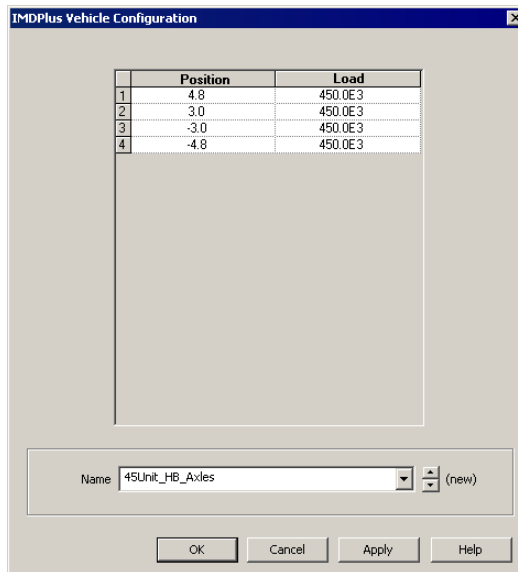 IMDPlus Vehicle Configuration
Position Load
1 4.8 450.0E3
2 3.0 450.0E3
3 -3.0 450.0E3
4 -4.8 450.0E3
Name 45Unit_HB_Axles (new)
OK Cancel Apply Help